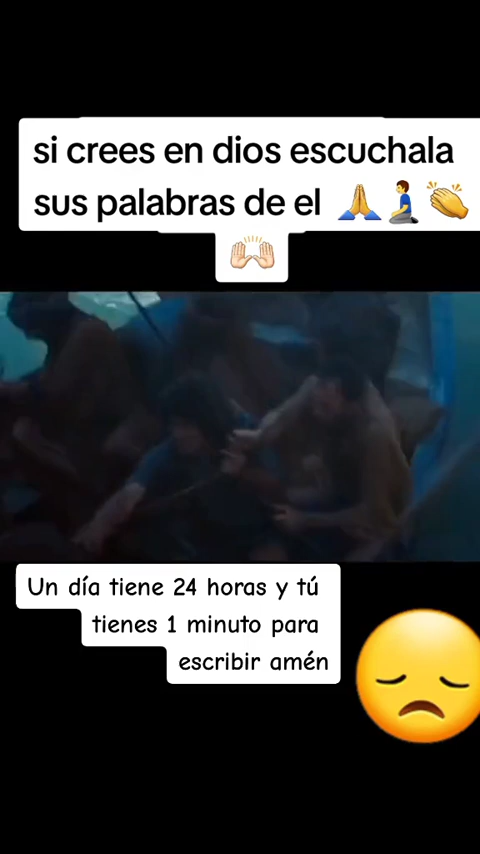 si crees en dios escuchala
sus palabras de el 🙏🧎‍♂️👏
🙌🏻
Un día tiene 24 horas y tú
tienes 1 minuto para
escribir amén